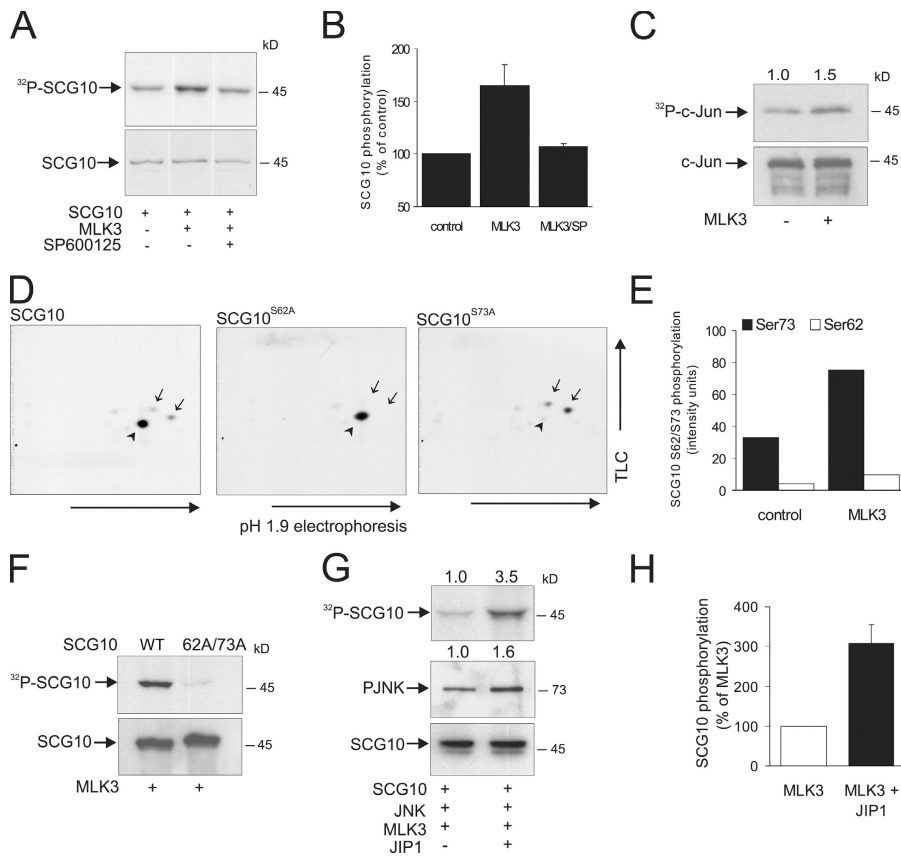 A
kD
³²P-SCG10
45
SCG10
45
SCG10 + + +
MLK3 - + +
SP600125 - - +
B
SCG10 phosphorylation
(% of control)
200
150
100
50
control MLK3 MLK3/SP
C
1.0 1.5 kD
³²P-c-Jun
45
c-Jun
45
MLK3 - +
D
SCG10
SCG10^S62A
SCG10^S73A
TLC
pH 1.9 electrophoresis
E
Ser73 Ser62
SCG10 S62/S73 phosphorylation
(intensity units)
100
80
60
40
20
0
control MLK3
F
SCG10 WT 62A/73A kD
³²P-SCG10
45
SCG10
45
MLK3 + +
G
1.0 3.5 kD
³²P-SCG10
45
1.0 1.6
PJNK
73
SCG10
45
SCG10 + +
JNK + +
MLK3 + +
JIP1 - +
H
SCG10 phosphorylation
(% of MLK3)
400
300
200
100
0
MLK3 MLK3 +
JIP1